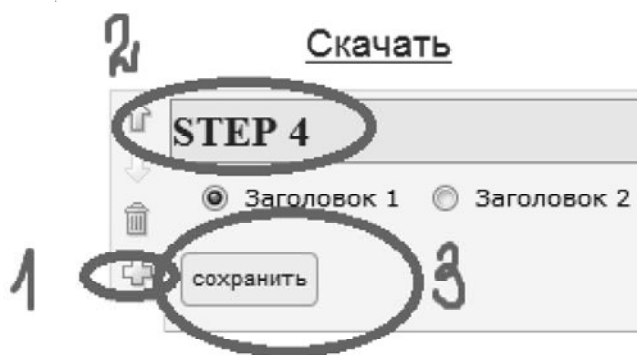 2 Скачать
STEP 4
Заголовок 1 Заголовок 2
1 сохранить 3